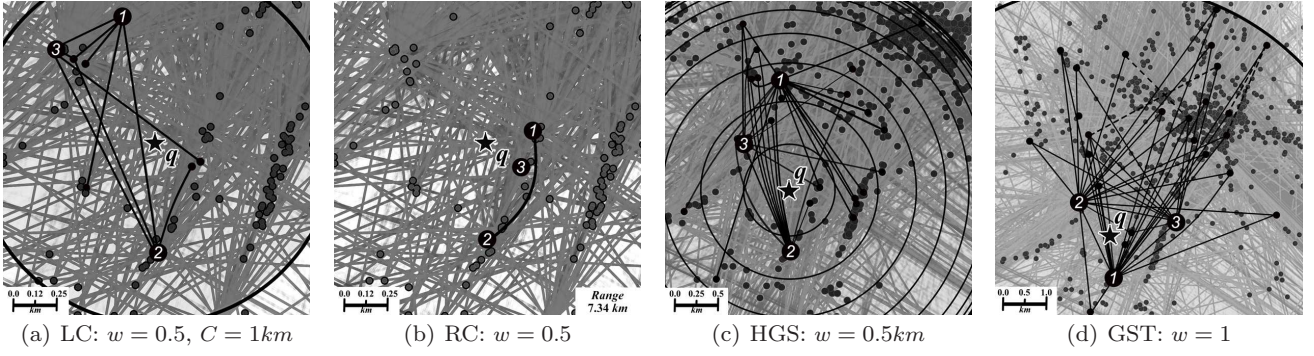 1
3
q
2
0.0 0.12 0.25
km
(a) LC: w = 0.5, C = 1km
1
q
3
2
0.0 0.12 0.25
km
Range
7.34 km
(b) RC: w = 0.5
1
3
q
2
0.0 0.25 0.5
km
(c) HGS: w = 0.5km
2
3
q
1
0.0 0.5 1.0
km
(d) GST: w = 1